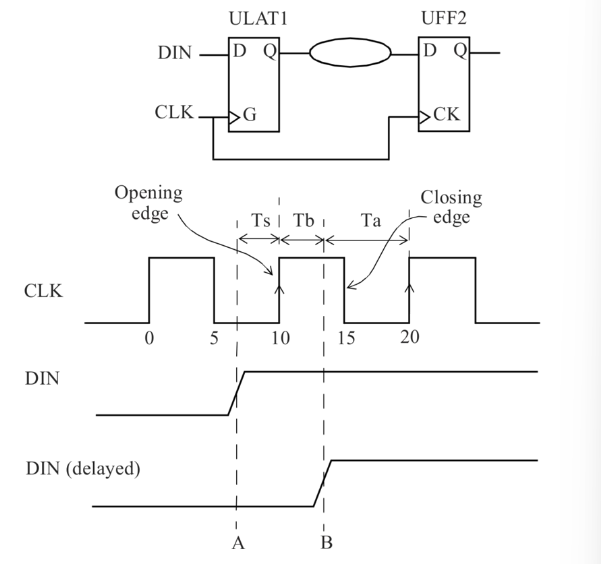 ULAT1 UFF2
DIN D Q D Q
CLK G CK
Opening
edge
Closing
edge
Ts Tb Ta
CLK
0 5 10 15 20
DIN
DIN (delayed)
A B